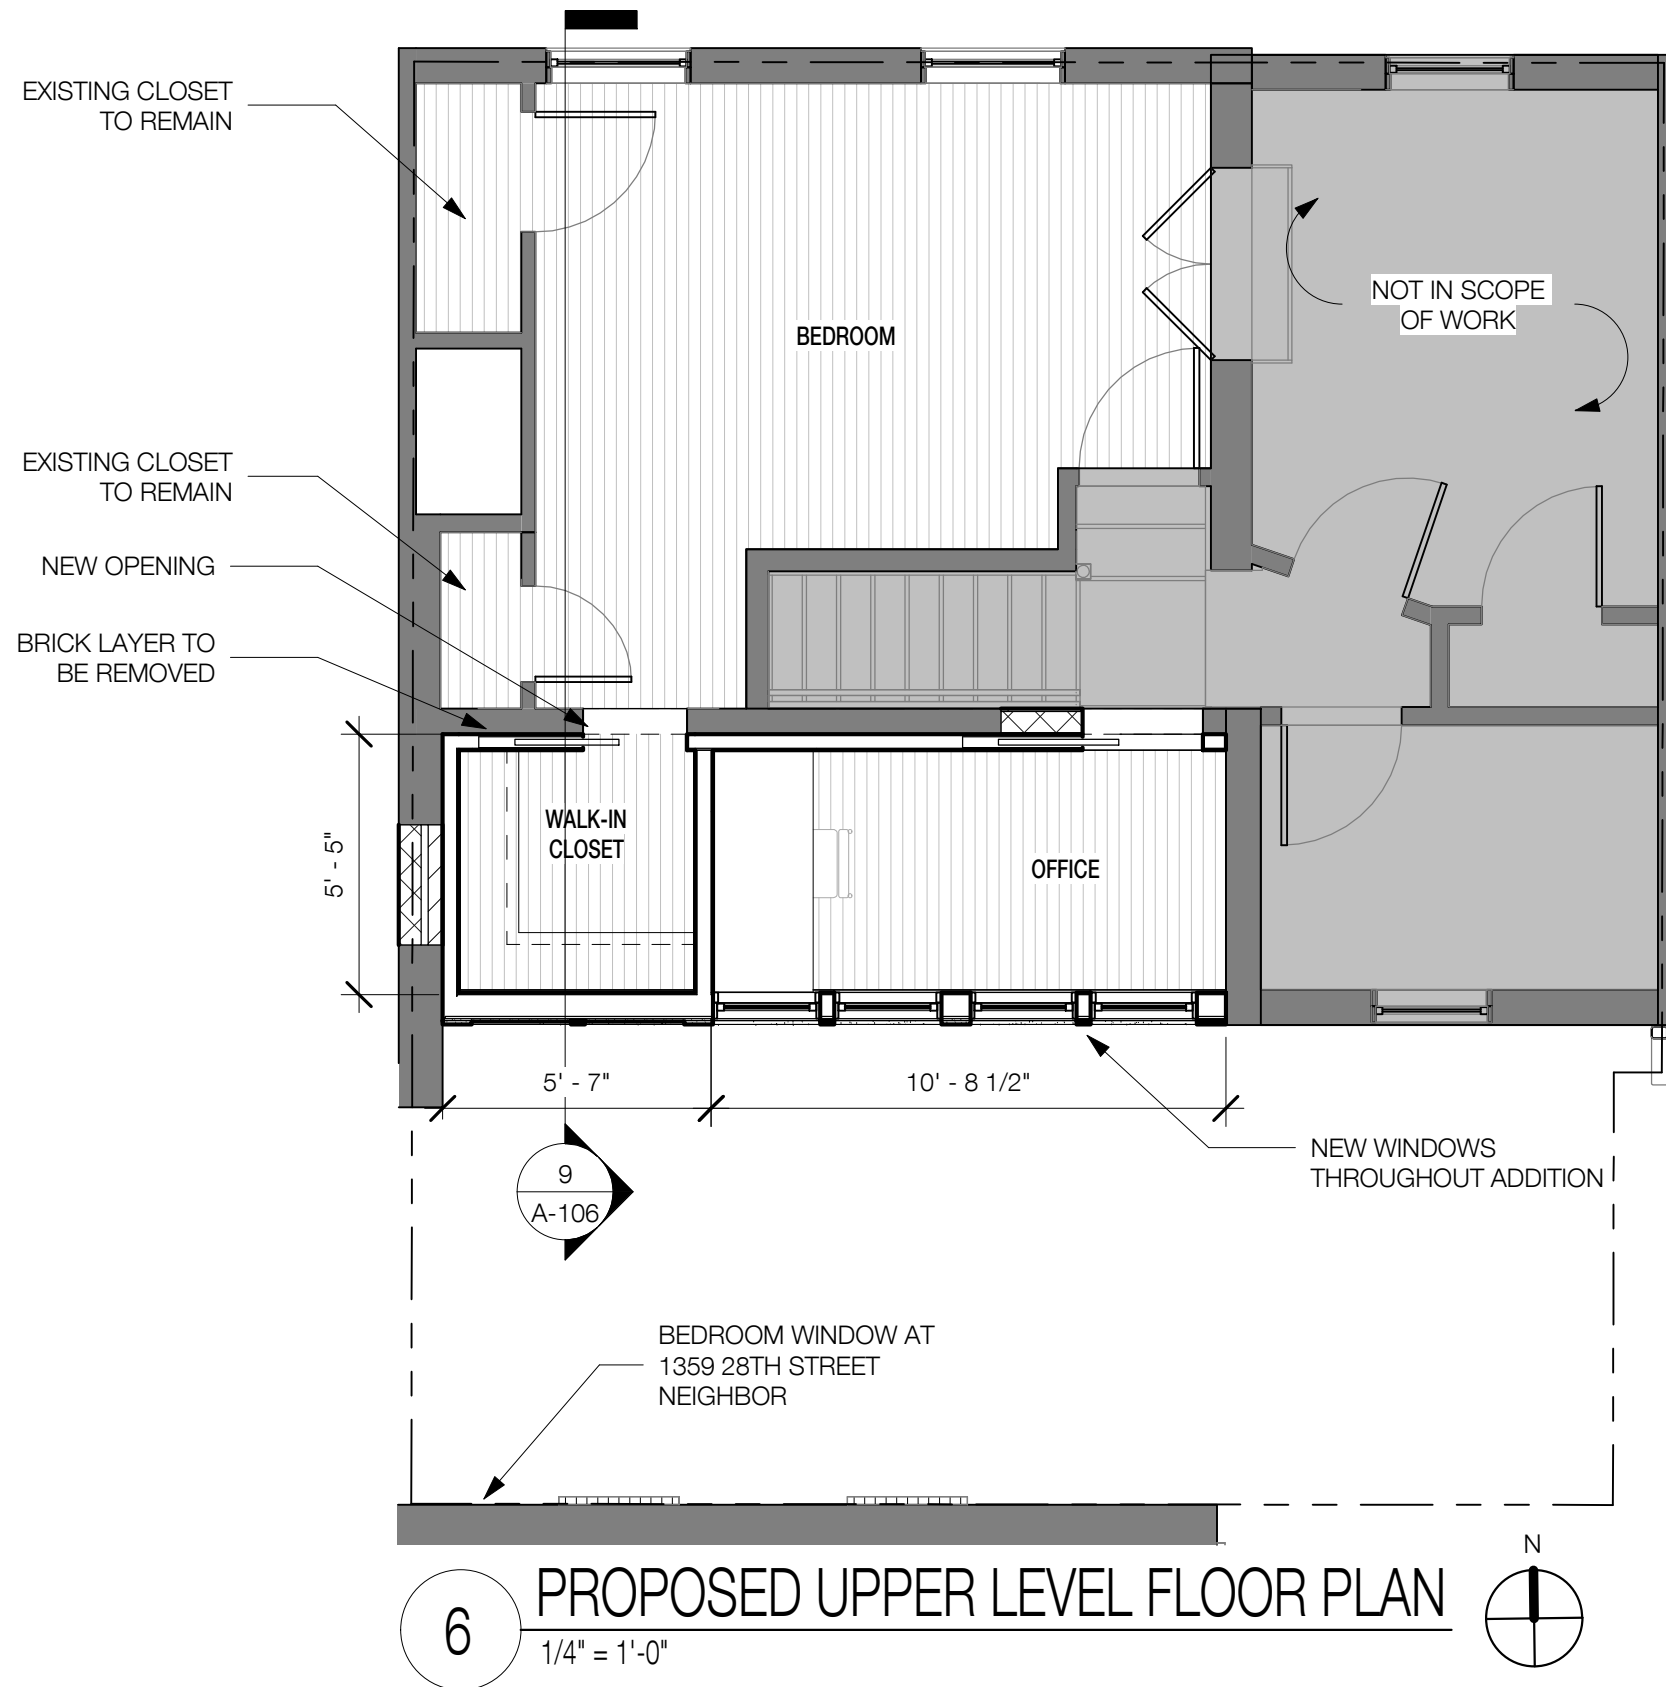 EXISTING CLOSET
TO REMAIN
NOT IN SCOPE
OF WORK
BEDROOM
EXISTING CLOSET
TO REMAIN
NEW OPENING
BRICK LAYER TO
BE REMOVED
WALK-IN
CLOSET
OFFICE
5' - 5"
5' - 7"
10' - 8 1/2"
NEW WINDOWS
THROUGHOUT ADDITION
9
A-106
BEDROOM WINDOW AT
1359 28TH STREET
NEIGHBOR
N
6
PROPOSED UPPER LEVEL FLOOR PLAN
1/4" = 1'-0"